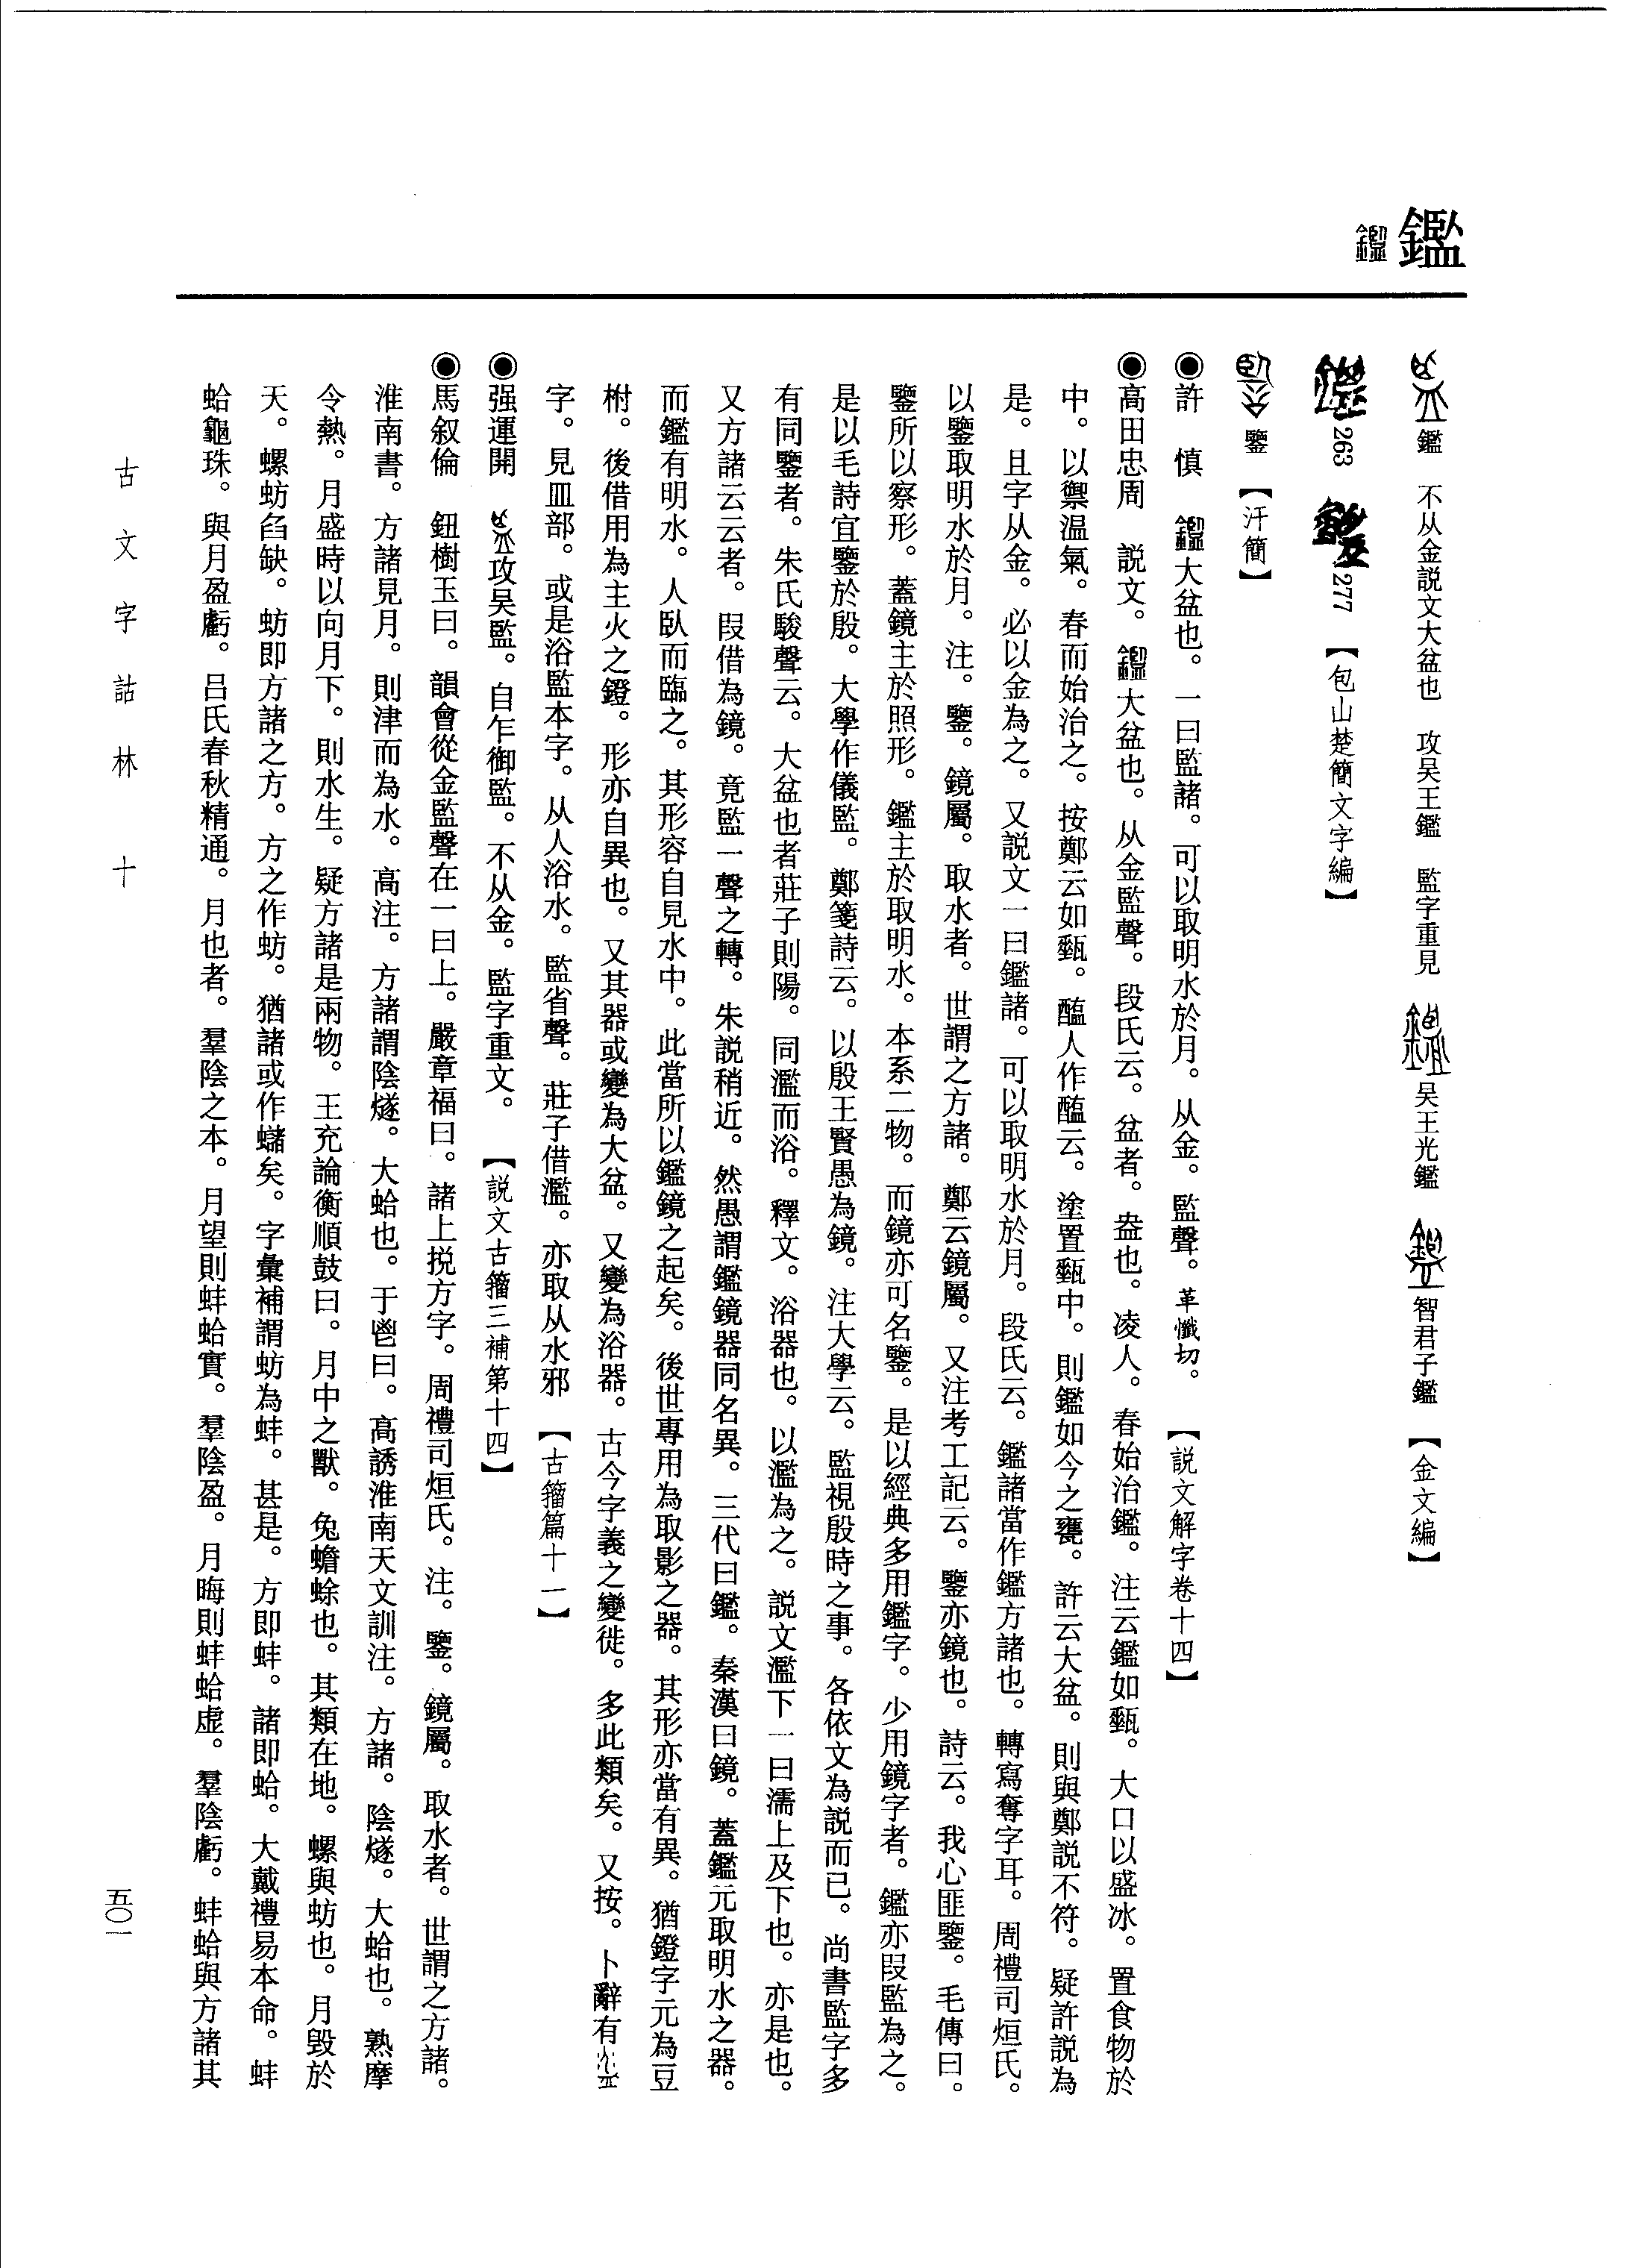 鑑
鑑　不从金説文大盆也　攻吴王鑑　監字重見　吴王光鑑　智君子鑑　【金文編】
263　277　【包山楚簡文字編】
鑒　【汗簡】
◉許　慎　鑑大盆也。一曰監諸。可以取明水於月。从金。監聲。革懺切。　【説文解字卷十四】
◉高田忠周　説文。鑑大盆也。从金監聲。段氏云。盆者。盎也。凌人。春始治鑑。注云鑑如甀。大口以盛冰。置食物於
中。以禦温氣。春而始治之。按鄭云如甀。醢人作醢云。塗置甀中。則鑑如今之甕。許云大盆。則與鄭説不符。疑許説為
是。且字从金。必以金為之。又説文一曰鑑諸。可以取明水於月。段氏云。鑑諸當作鑑方諸也。轉寫奪字耳。周禮司烜氏。
以鑒取明水於月。注。鑒。鏡屬。取水者。世謂之方諸。鄭云鏡屬。又注考工記云。鑒亦鏡也。詩云。我心匪鑒。毛傳曰。
鑒所以察形。蓋鏡主於照形。鑑主於取明水。本系二物。而鏡亦可名鑒。是以經典多用鑑字。少用鏡字者。鑑亦叚監為之。
是以毛詩宜鑒於殷。大學作儀監。鄭箋詩云。以殷王賢愚為鏡。注大學云。監視殷時之事。各依文為説而已。尚書監字多
有同鑒者。朱氏駿聲云。大盆也者莊子則陽。同濫而浴。釋文。浴器也。以濫為之。説文濫下一曰濡上及下也。亦是也。
又方諸云云者。叚借為鏡。竟監一聲之轉。朱説稍近。然愚謂鑑鏡器同名異。三代曰鑑。秦漢曰鏡。蓋鑑元取明水之器。
而鑑有明水。人臥而臨之。其形容自見水中。此當所以鑑鏡之起矣。後世專用為取影之器。其形亦當有異。猶鐙字元為豆
柎。後借用為主火之鐙。形亦自異也。又其器或變為大盆。又變為浴器。古今字義之變徙。多此類矣。又按。卜辭有
字。見皿部。或是浴監本字。从人浴水。監省聲。莊子借濫。亦取从水邪　【古籀篇十一】
◉强運開　攻吴監。自乍御監。不从金。監字重文。　【説文古籀三補第十四】
◉馬叙倫　鈕樹玉曰。韻會從金監聲在一曰上。嚴章福曰。諸上捝方字。周禮司烜氏。注。鑒。鏡屬。取水者。世謂之方諸。
淮南書。方諸見月。則津而為水。高注。方諸謂陰燧。大蛤也。于鬯曰。高誘淮南天文訓注。方諸。陰燧。大蛤也。熟摩
令熱。月盛時以向月下。則水生。疑方諸是兩物。王充論衡順鼓曰。月中之獸。兔蟾蜍也。其類在地。螺與蚄也。月毀於
天。螺蚄舀缺。蚄即方諸之方。方之作蚄。猶諸或作蠩矣。字彙補謂蚄為蚌。甚是。方即蚌。諸即蛤。大戴禮易本命。蚌
蛤龜珠。與月盈虧。吕氏春秋精通。月也者。羣陰之本。月望則蚌蛤實。羣陰盈。月晦則蚌蛤虚。羣陰虧。蚌蛤與方諸其
古文字詁林　十
五〇一